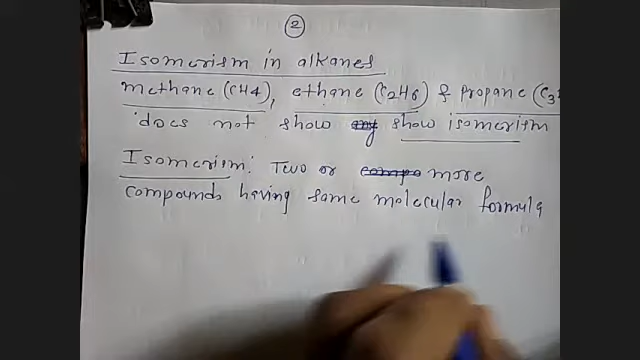 2
Isomerism in alkanes
methane (CH4), ethane (C2H6) & Propane (C3
does not show show isomerism
Isomerism: Two or more
compounds having same molecular formula